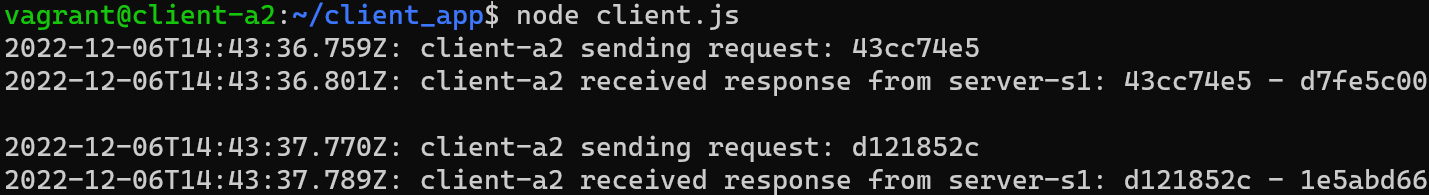 vagrant@client-a2:~/client_app$ node client.js
2022-12-06T14:43:36.759Z: client-a2 sending request: 43cc74e5
2022-12-06T14:43:36.801Z: client-a2 received response from server-s1: 43cc74e5 - d7fe5c00
2022-12-06T14:43:37.770Z: client-a2 sending request: d121852c
2022-12-06T14:43:37.789Z: client-a2 received response from server-s1: d121852c - 1e5abd66